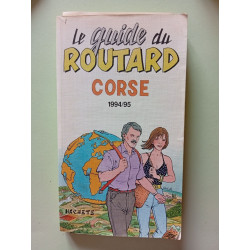 Le guide du
ROUTARD
CORSE
1994/95
HACHETTE